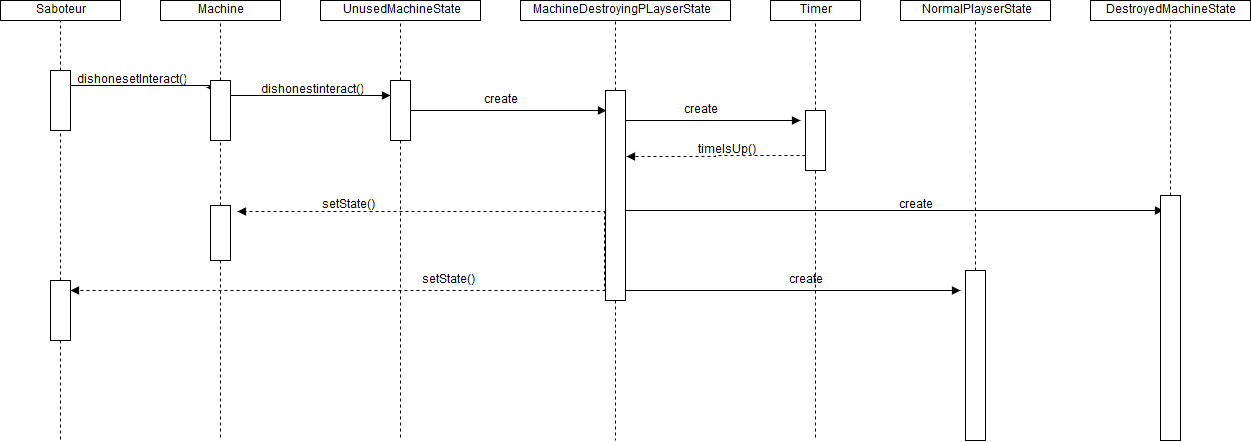 Saboteur
Machine
UnusedMachineState
MachineDestroyingPLayserState
Timer
NormalPlayserState
DestroyedMachineState
dishonesetInteract()
dishonestinteract()
create
create
timeIsUp()
setState()
create
setState()
create